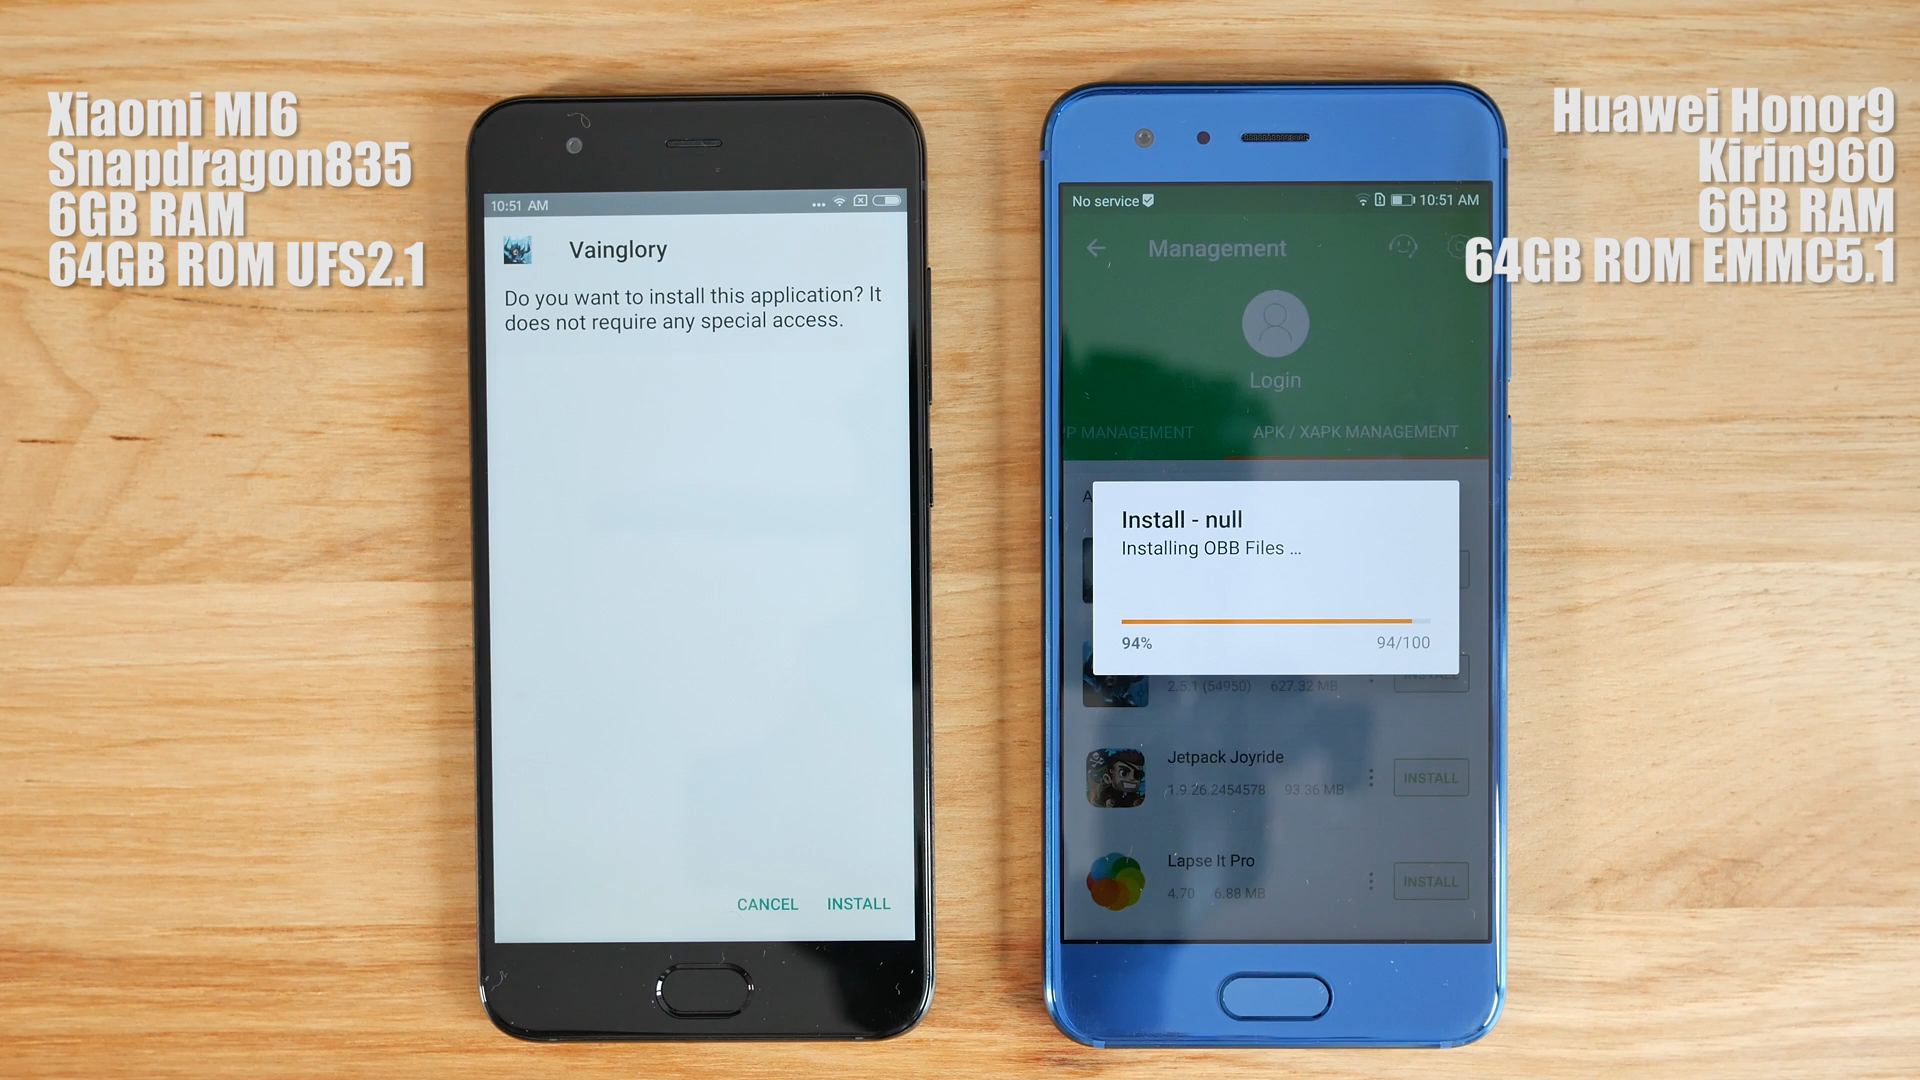 Xiaomi MI6
Snapdragon835
6GB RAM
64GB ROM UFS2.1
Huawei Honor9
Kirin960
6GB RAM
64GB ROM EMMC5.1
10:51 AM
Vainglory
Do you want to install this application? It
does not require any special access.
CANCEL INSTALL
No service 10:51 AM
Management
Login
P MANAGEMENT APK / XAPK MANAGEMENT
A
Install - null
Installing OBB Files ...
94% 94/100
2.5.1 (54950) 627.32 MB INSTALL
Jetpack Joyride
1.9.26.2454578 93.36 MB INSTALL
Lapse It Pro
4.70 6.88 MB INSTALL